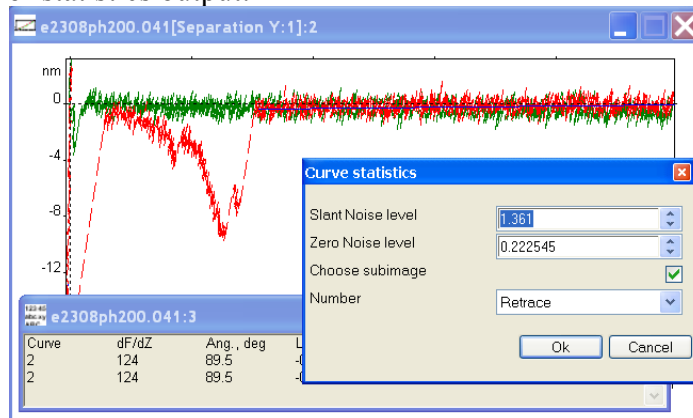 e2308ph200.041[Separation Y:1]:2
nm
0
-4
-8
-12
Curve statistics
Slant Noise level 1.361
Zero Noise level 0.222545
Choose subimage
Number Retrace
Ok Cancel
e2308ph200.041:3
Curve dF/dZ Ang., deg L
2 124 89.5
2 124 89.5